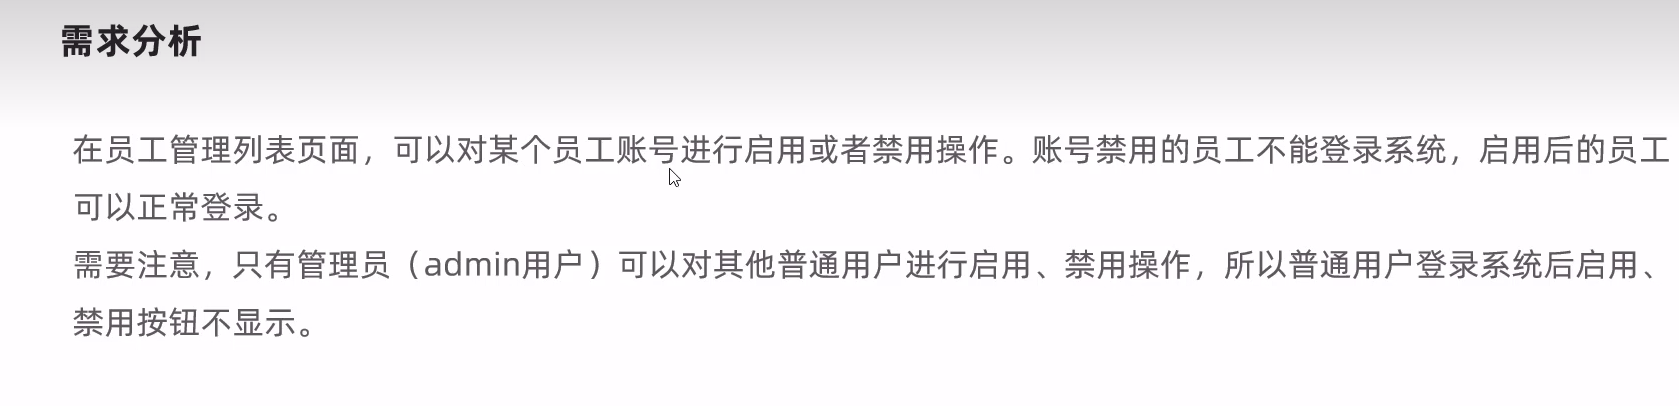 需求分析
在员工管理列表页面，可以对某个员工账号进行启用或者禁用操作。账号禁用的员工不能登录系统，启用后的员工
可以正常登录。
需要注意，只有管理员（admin用户）可以对其他普通用户进行启用、禁用操作，所以普通用户登录系统后启用、
禁用按钮不显示。